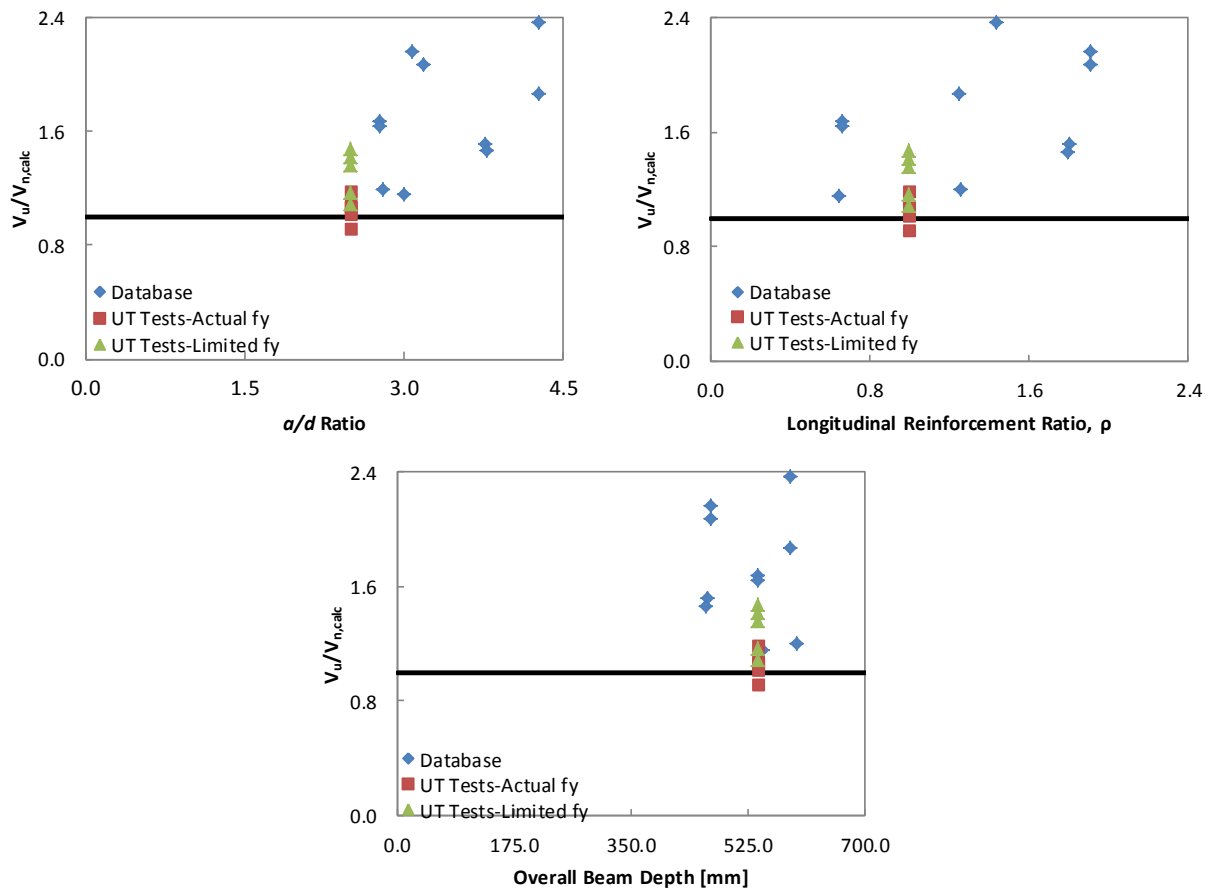 2.4
1.6
0.8
0.0
Vu/Vn,calc
Database
UT Tests-Actual fy
UT Tests-Limited fy
0.0 1.5 3.0 4.5
a/d Ratio
2.4
1.6
0.8
0.0
Vu/Vn,calc
Database
UT Tests-Actual fy
UT Tests-Limited fy
0.0 0.8 1.6 2.4
Longitudinal Reinforcement Ratio, ρ
2.4
1.6
0.8
0.0
Vu/Vn,calc
Database
UT Tests-Actual fy
UT Tests-Limited fy
0.0 175.0 350.0 525.0 700.0
Overall Beam Depth [mm]